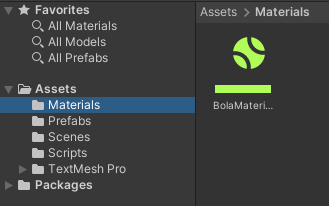 Favorites
All Materials
All Models
All Prefabs
Assets
Materials
Prefabs
Scenes
Scripts
TextMesh Pro
Packages
Assets > Materials
BolaMateri...